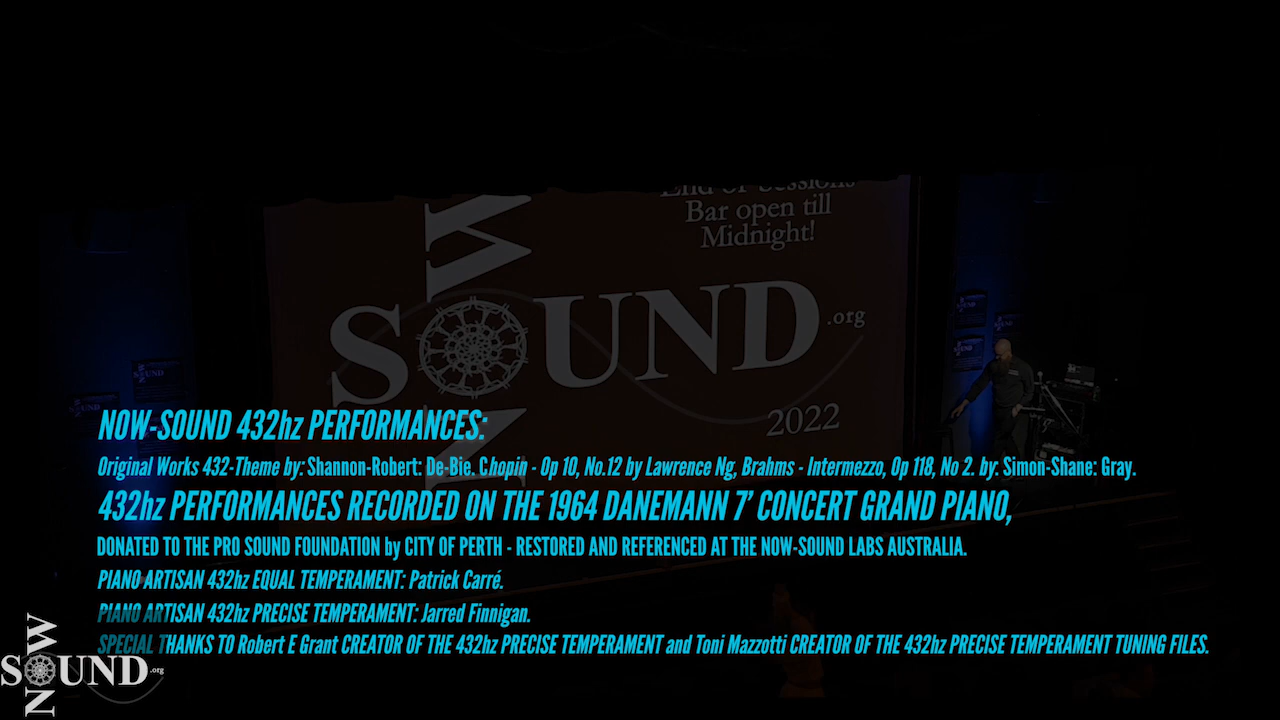 End of Sessions
Bar open till
Midnight!
NOW
SOUND
.org
2022
NOW-SOUND 432hz PERFORMANCES:
Original Works 432-Theme by: Shannon-Robert: De-Bie. Chopin - Op 10, No.12 by Lawrence Ng, Brahms - Intermezzo, Op 118, No 2. by: Simon-Shane: Gray.
432hz PERFORMANCES RECORDED ON THE 1964 DANEMANN 7' CONCERT GRAND PIANO,
DONATED TO THE PRO SOUND FOUNDATION by CITY OF PERTH - RESTORED AND REFERENCED AT THE NOW-SOUND LABS AUSTRALIA.
PIANO ARTISAN 432hz EQUAL TEMPERAMENT: Patrick Carré.
PIANO ARTISAN 432hz PRECISE TEMPERAMENT: Jarred Finnigan.
SPECIAL THANKS TO Robert E Grant CREATOR OF THE 432hz PRECISE TEMPERAMENT and Toni Mazzotti CREATOR OF THE 432hz PRECISE TEMPERAMENT TUNING FILES.
NOW
SOUND
.org